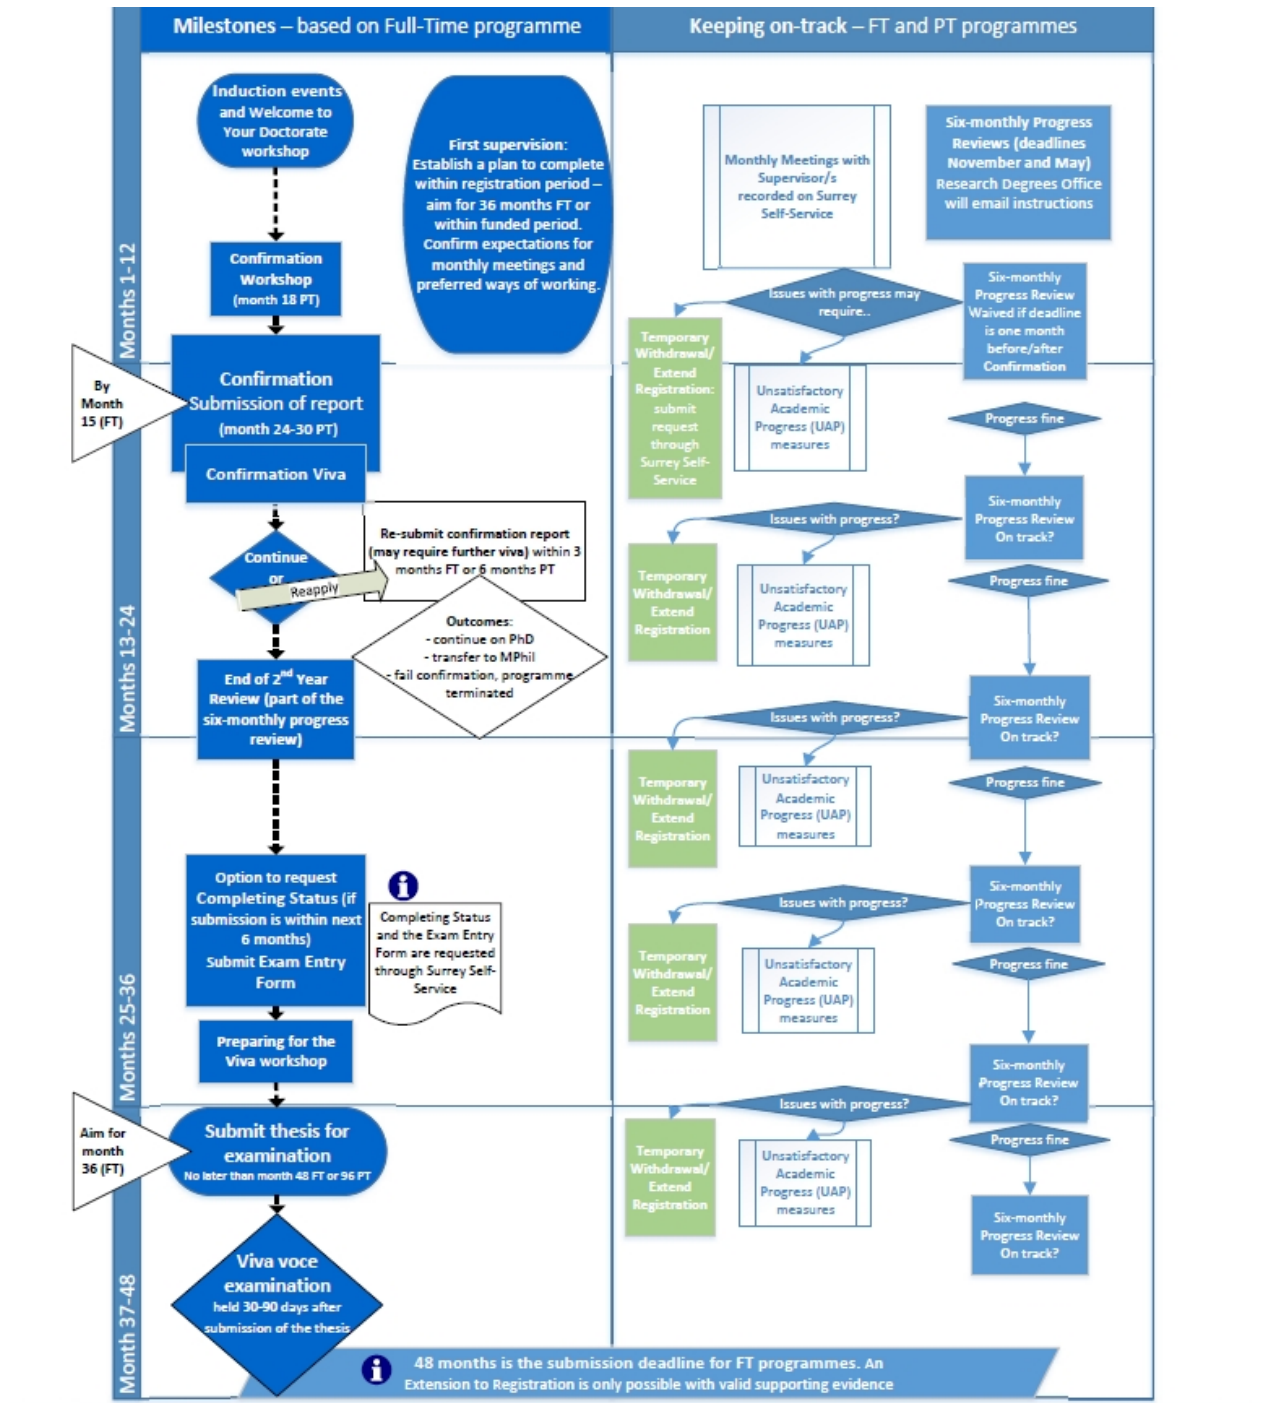 Milestones – based on Full-Time programme
Keeping on-track – FT and PT programmes
Months 1-12
Induction events
and Welcome to
Your Doctorate
workshop
First supervision:
Establish a plan to complete
within registration period –
aim for 36 months FT or
within funded period.
Confirm expectations for
monthly meetings and
preferred ways of working.
Confirmation
Workshop
(month 18 PT)
Monthly Meetings with
Supervisor/s
recorded on Surrey
Self-Service
Six-monthly Progress
Reviews (deadlines
November and May)
Research Degrees Office
will email instructions
Issues with progress may
require..
Six-monthly
Progress Review
Waived if deadline
is one month
before/after
Confirmation
Temporary
Withdrawal/
Extend
Registration:
submit
request
through
Surrey Self-
Service
Unsatisfactory
Academic
Progress (UAP)
measures
Progress fine
Months 13-24
By
Month
15 (FT)
Confirmation
Submission of report
(month 24-30 PT)
Confirmation Viva
Continue
or
Reapply
Re-submit confirmation report
(may require further viva) within 3
months FT or 6 months PT
Outcomes:
- continue on PhD
- transfer to MPhil
- fail confirmation, programme
terminated
End of 2nd Year
Review (part of the
six-monthly progress
review)
Six-monthly
Progress Review
On track?
Issues with progress?
Temporary
Withdrawal/
Extend
Registration
Unsatisfactory
Academic
Progress (UAP)
measures
Progress fine
Six-monthly
Progress Review
On track?
Issues with progress?
Months 25-36
Temporary
Withdrawal/
Extend
Registration
Unsatisfactory
Academic
Progress (UAP)
measures
Progress fine
Option to request
Completing Status (if
submission is within next
6 months)
Submit Exam Entry
Form
i
Completing Status
and the Exam Entry
Form are requested
through Surrey Self-
Service
Preparing for the
Viva workshop
Six-monthly
Progress Review
On track?
Issues with progress?
Temporary
Withdrawal/
Extend
Registration
Unsatisfactory
Academic
Progress (UAP)
measures
Progress fine
Six-monthly
Progress Review
On track?
Issues with progress?
Month 37-48
Aim for
month
36 (FT)
Submit thesis for
examination
No later than month 48 FT or 96 PT
Viva voce
examination
held 30-90 days after
submission of the thesis
Temporary
Withdrawal/
Extend
Registration
Unsatisfactory
Academic
Progress (UAP)
measures
Progress fine
Six-monthly
Progress Review
On track?
i
48 months is the submission deadline for FT programmes. An
Extension to Registration is only possible with valid supporting evidence